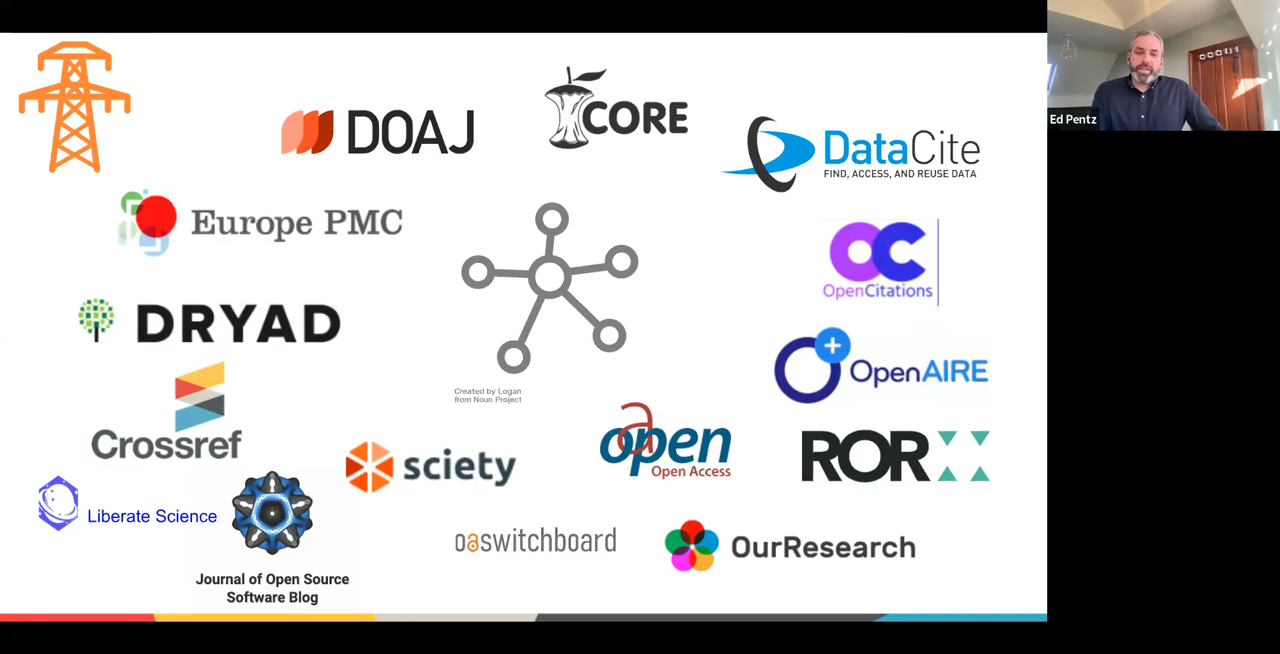 DOAJ
CORE
DataCite
FIND, ACCESS, AND REUSE DATA
Ed Pentz
Europe PMC
OC
OpenCitations
DRYAD
OpenAIRE
Created by Logan
from Noun Project
Crossref
sciety
open
Open Access
ROR
Liberate Science
oaswitchboard
OurResearch
Journal of Open Source
Software Blog